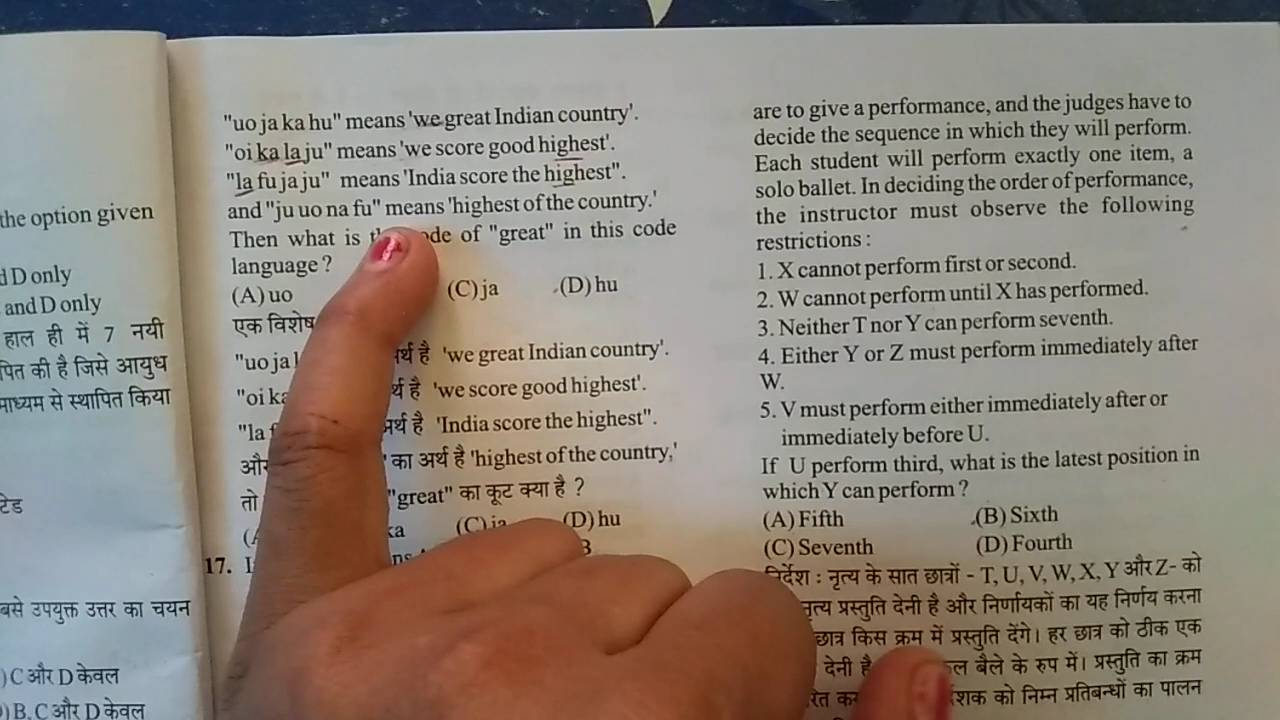 the option given
d D only
and D only
हाल ही में 7 नयी
पित की है जिसे आयुध
माध्यम से स्थापित किया
टेड
बसे उपयुक्त उत्तर का चयन
) C और D केवल
) B, C और D केवल
"uo ja ka hu" means 'we great Indian country'.
"oi ka la ju" means 'we score good highest'.
"la fu ja ju" means 'India score the highest".
and "ju uo na fu" means 'highest of the country.'
Then what is code of "great" in this code
language ?
(A) uo (C) ja (D) hu
एक विशेष
"uo ja अर्थ है 'we great Indian country'.
"oi ka अर्थ है 'we score good highest'.
"la अर्थ है 'India score the highest".
और का अर्थ है 'highest of the country,'
तो "great" का कूट क्या है ?
ka (C) ja (D) hu
17.
are to give a performance, and the judges have to
decide the sequence in which they will perform.
Each student will perform exactly one item, a
solo ballet. In deciding the order of performance,
the instructor must observe the following
restrictions :
1. X cannot perform first or second.
2. W cannot perform until X has performed.
3. Neither T nor Y can perform seventh.
4. Either Y or Z must perform immediately after
W.
5. V must perform either immediately after or
immediately before U.
If U perform third, what is the latest position in
which Y can perform ?
(A) Fifth (B) Sixth
(C) Seventh (D) Fourth
निर्देश : नृत्य के सात छात्रों - T, U, V, W, X, Y और Z- को
नृत्य प्रस्तुति देनी है और निर्णायकों का यह निर्णय करना
छात्र किस क्रम में प्रस्तुति देंगे। हर छात्र को ठीक एक
देनी है बैले के रुप में। प्रस्तुति का क्रम
को निम्न प्रतिबन्धों का पालन